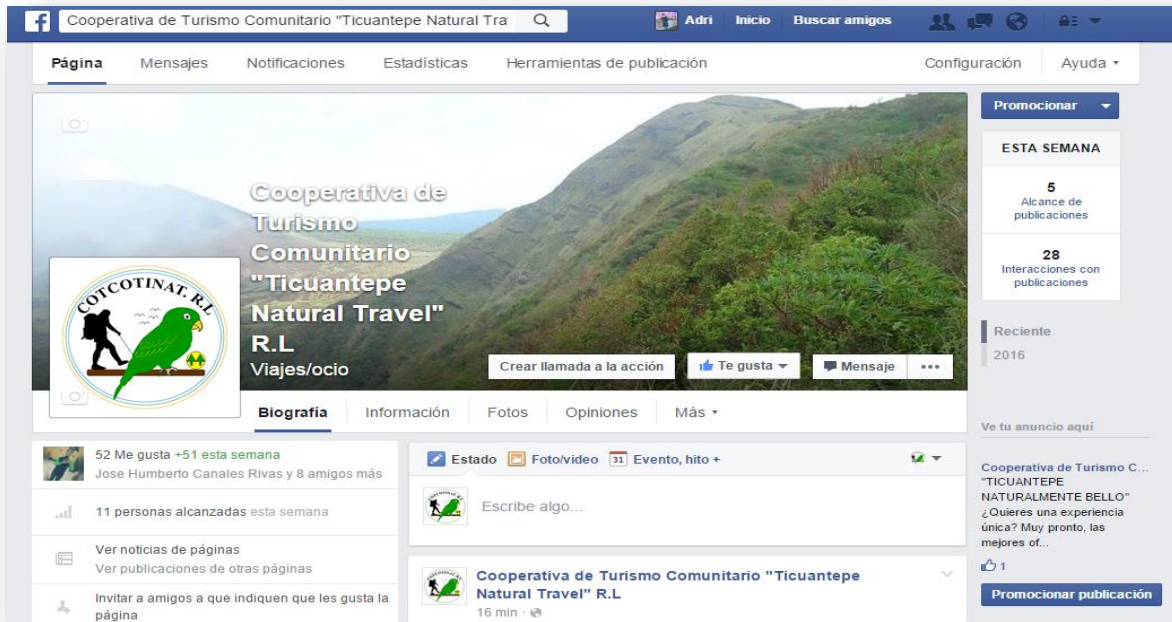 Cooperativa de Turismo Comunitario "Ticuantepe Natural Tra
Adri Inicio Buscar amigos
Página Mensajes Notificaciones Estadísticas Herramientas de publicación Configuración Ayuda
Promocionar
ESTA SEMANA
5
Alcance de
publicaciones
28
Interacciones con
publicaciones
Reciente
2016
Cooperativa de
Turismo
Comunitario
"Ticuantepe
Natural Travel"
R.L
Viajes/ocio
COTCOTINAT. R.L
Crear llamada a la acción Te gusta Mensaje
Biografía Información Fotos Opiniones Más
52 Me gusta +51 esta semana
Jose Humberto Canales Rivas y 8 amigos más
11 personas alcanzadas esta semana
Ver noticias de páginas
Ver publicaciones de otras páginas
Invitar a amigos a que indiquen que les gusta la
página
Estado Foto/video 31 Evento, hito +
Escribe algo...
Cooperativa de Turismo Comunitario "Ticuantepe
Natural Travel" R.L
16 min
Ve tu anuncio aquí
Cooperativa de Turismo C...
"TICUANTEPE
NATURALMENTE BELLO"
¿Quieres una experiencia
única? Muy pronto, las
mejores of...
1
Promocionar publicación